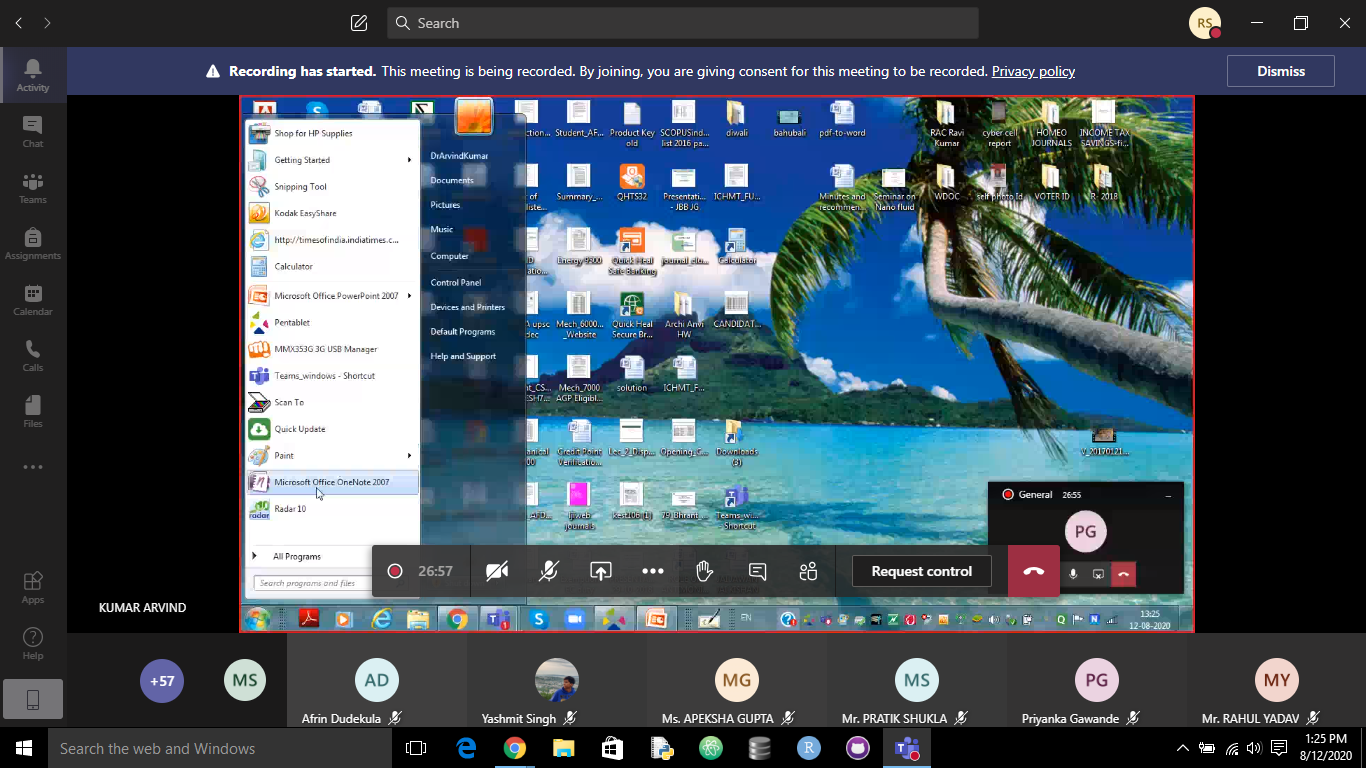 Search
RS
Recording has started. This meeting is being recorded. By joining, you are giving consent for this meeting to be recorded. Privacy policy
Dismiss
Activity
Chat
Teams
Assignments
Calendar
Calls
Files
Apps
Help
Shop for HP Supplies
Getting Started
Snipping Tool
Kodak EasyShare
http://timesofindia.indiatimes.c...
Calculator
Microsoft Office PowerPoint 2007
Pentablet
MMX353G 3G USB Manager
Teams_windows - Shortcut
Scan To
Quick Update
Paint
Microsoft Office OneNote 2007
Radar 10
All Programs
Search programs and files
DrArvindKumar
Documents
Pictures
Music
Computer
Control Panel
Devices and Printers
Default Programs
Help and Support
Student_AF...
Product Key old
SCOPUSind... list 2016 pa...
diwali
bahubali
pdf-to-word
RAC Ravi Kumar
cyber cell report
HOMEO JOURNALS
INCOME TAX SAVINGS-fi...
Summary_...
QHTS32
Presentati... - JBB JG
ICHMT_FU...
Minutes and recommen...
Seminar on Nano fluid
WDOC
self photo Id
VOTER ID
R- 2018
Energy 9300
Quick Heal Safe Banking
journal_clu...
Calculator
Mech_6000... _Website
Quick Heal Secure Br...
Archi Anvi HW
CANDIDAT...
Mech_7000 AGP Eligibl...
solution
ICHMT_F...
Credit Point Verificatio...
Lec_2_Disp...
Opening_C...
Downloads (3)
V_20170121...
ijiweb journals
kest106 (1)
79_Bhrant_...
Teams_wi... - Shortcut
General 26:55
PG
26:57
Request control
EN
13:25
12-08-2020
KUMAR ARVIND
+57
MS
AD
Afrin Dudekula
Yashmit Singh
MG
Ms. APEKSHA GUPTA
MS
Mr. PRATIK SHUKLA
PG
Priyanka Gawande
MY
Mr. RAHUL YADAV
Search the web and Windows
1:25 PM
8/12/2020